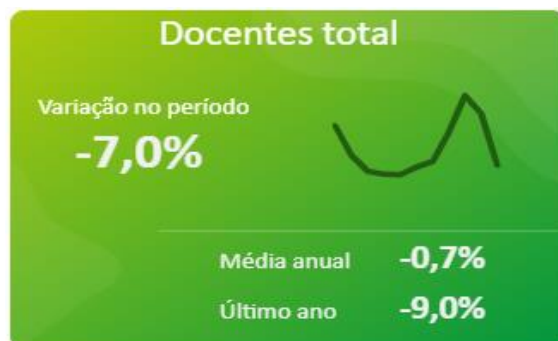 Docentes total
Variação no período
-7,0%
Média anual -0,7%
Último ano -9,0%